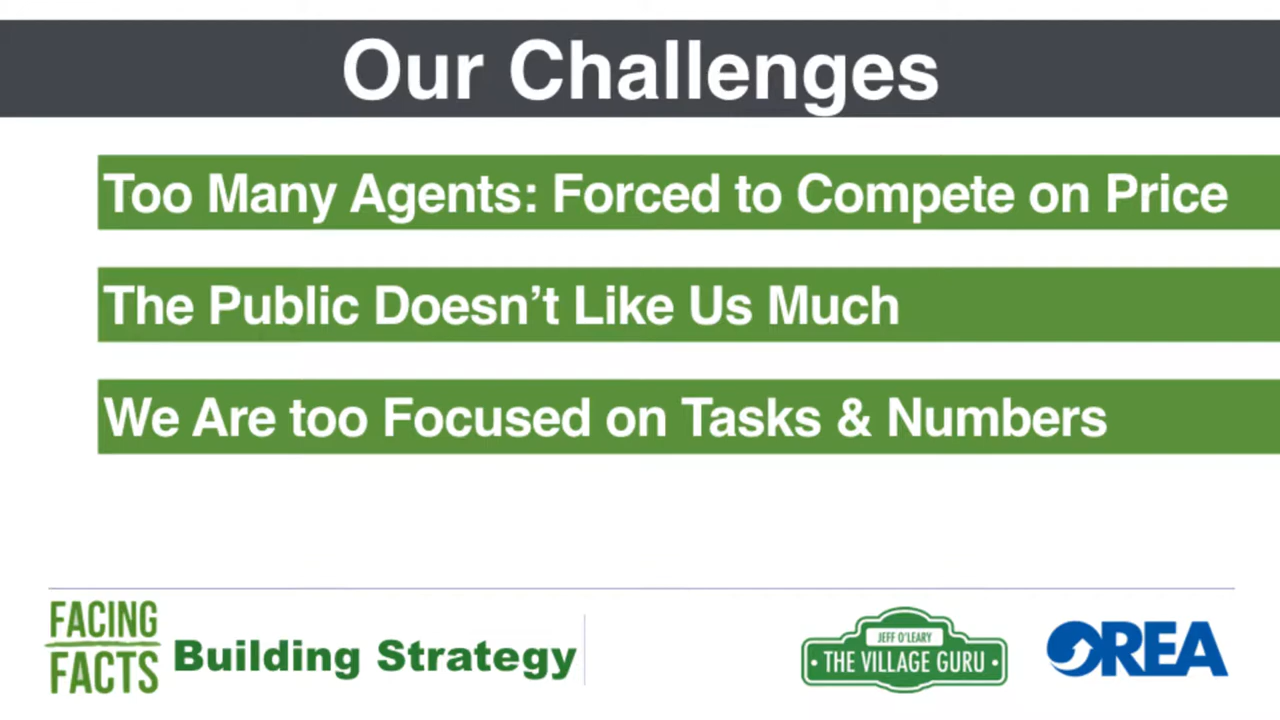 Our Challenges
Too Many Agents: Forced to Compete on Price
The Public Doesn’t Like Us Much
We Are too Focused on Tasks & Numbers
FACING
FACTS
Building Strategy
JEFF O'LEARY
• THE VILLAGE GURU •
OREA